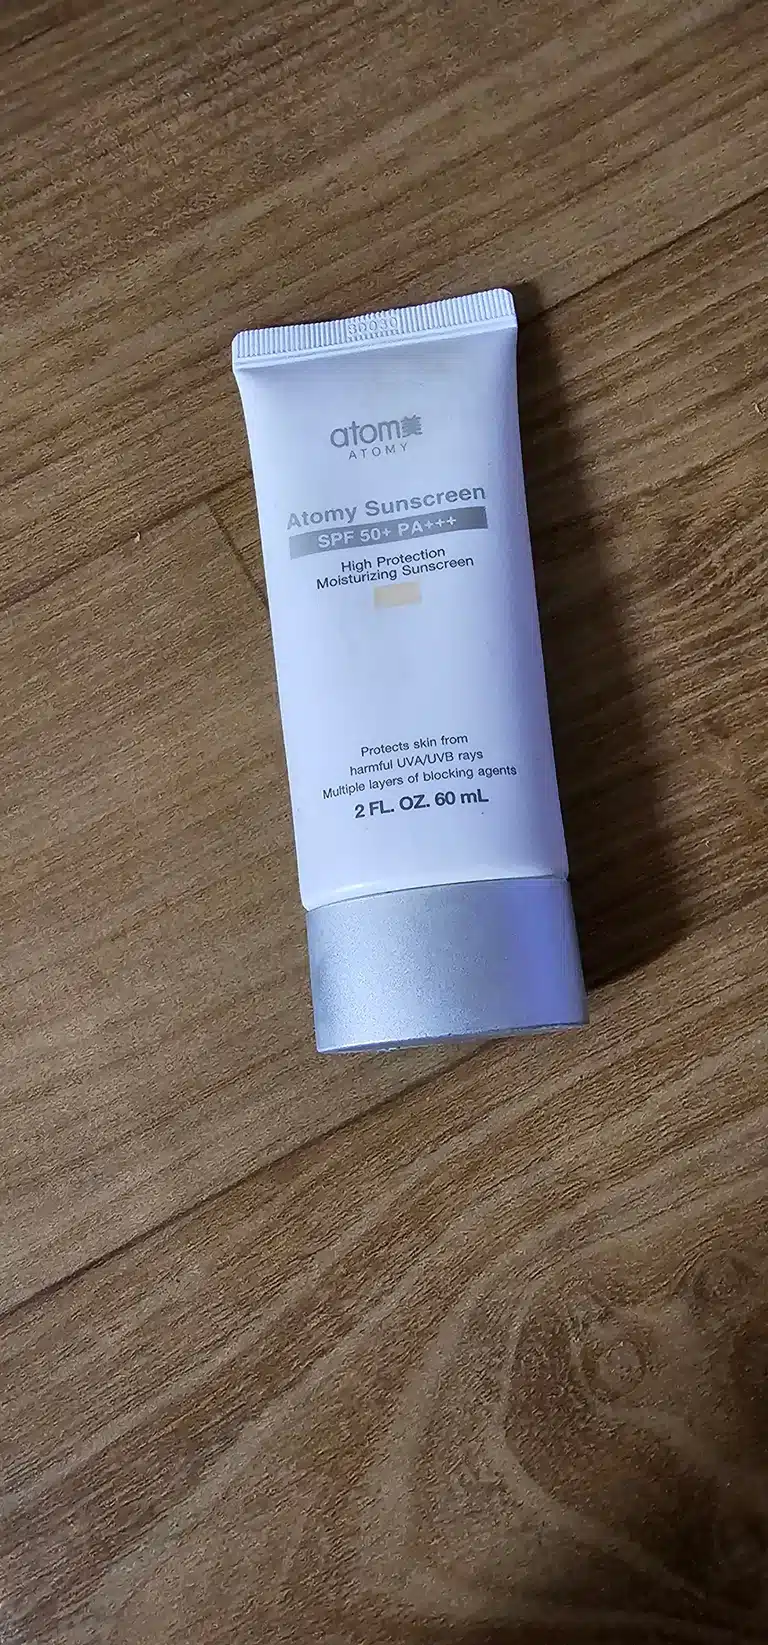 3D030
atom美
ATOMY
Atomy Sunscreen
SPF 50+ PA+++
High Protection
Moisturizing Sunscreen
Protects skin from
harmful UVA/UVB rays
Multiple layers of blocking agents
2 FL. OZ. 60 mL